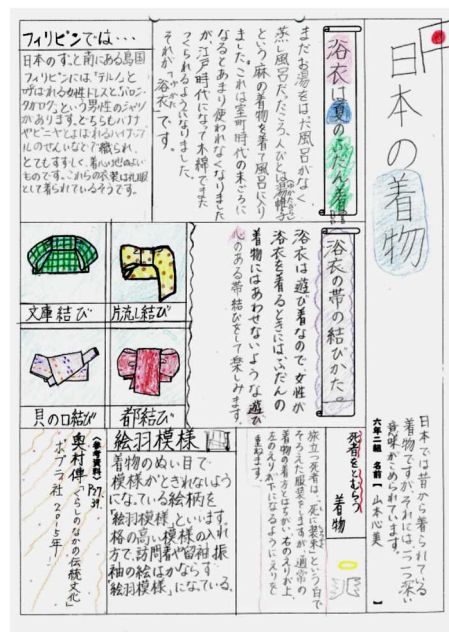 日本の着物
日本では昔から着られている
着物ですが、それには一つ一つ深い
意味がこめられています。
六年二組 名前【山本心美】
浴衣は夏のふだん着
まだお湯をはった風呂がなく、
蒸し風呂だったころ、人びとは湯帷子
という麻の着物を着て風呂に入り
ました。これは室町時代の末ごろに
なるとあまり使われなくなりました
が、江戸時代になって木綿でまた
つくられるようになりました。
それが浴衣です。
フィリピンでは…
日本のずっと南にある島国
フィリピンには、「テルノ」と
呼ばれる女性ドレスと、「バロン・
タガログ」という男性のシャツ
があります。どちらもバナナ
やピーニャとよばれるパイナップ
ルのせんいなどで織られ、
とてもすずしく、着心地のよい
ものです。これらの衣装は礼服
として着られているそうです。
浴衣の帯の結びかた。
浴衣は遊び着なので、女性が
浴衣を着るときには、ふだんの
着物にはあわせないような遊び
心のある帯結びをして楽しみます。
文庫結び
片流し結び
貝の口結び
都結び
死者をとむらう
着物
旅立つ死者は、「死に装束」という白で
そろえた服装をしますが、通常の
着物の着方とはちがい、右のえりが上、
左のえりが下になるようにえりを
重ねます。
絵羽模様
着物のぬい目で
模様がとぎれないよう
になっている絵柄を
「絵羽模様」といいます。
格の高い模様の入れ
方で、訪問着や留袖、振
袖の絵はかならず
「絵羽模様」になっている。
〈参考資料〉 P37.
39
奥村傳『くらしのなかの伝統文化』
ポプラ社 2015年